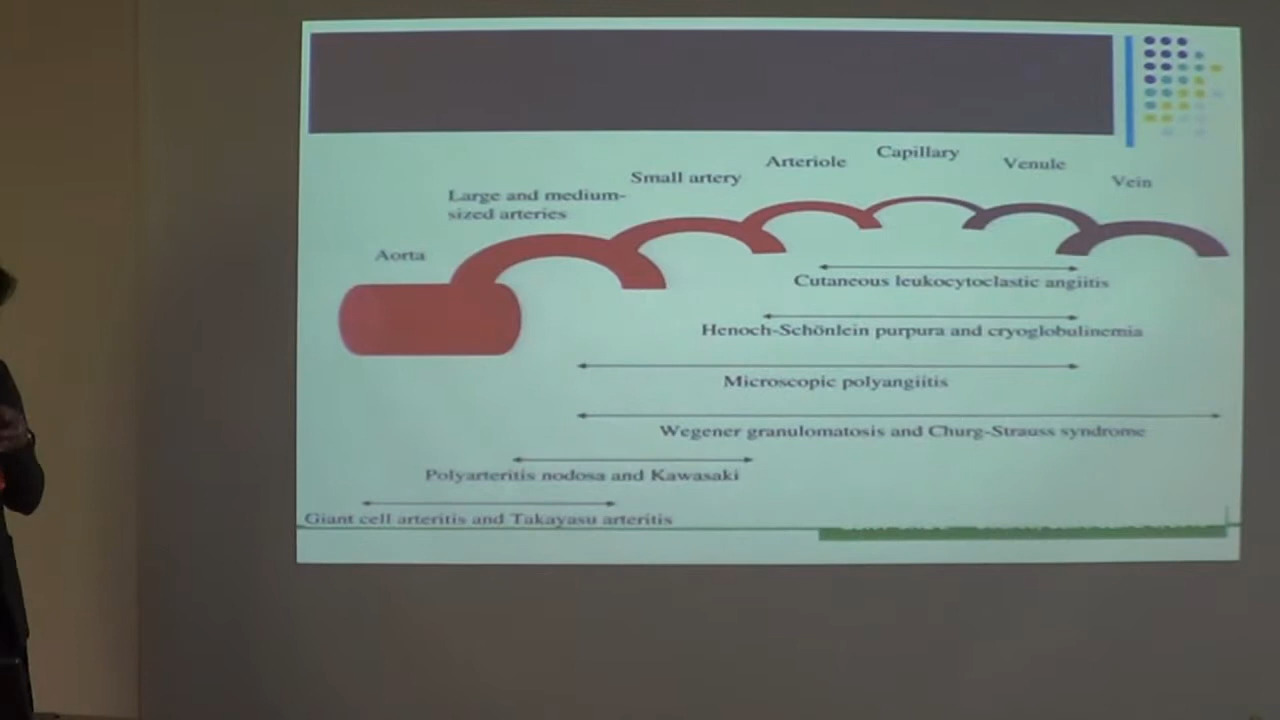 Capillary
Arteriole
Venule
Small artery
Vein
Large and medium-
sized arteries
Aorta
Cutaneous leukocytoclastic angiitis
Henoch-Schönlein purpura and cryoglobulinemia
Microscopic polyangiitis
Wegener granulomatosis and Churg-Strauss syndrome
Polyarteritis nodosa and Kawasaki
Giant cell arteritis and Takayasu arteritis